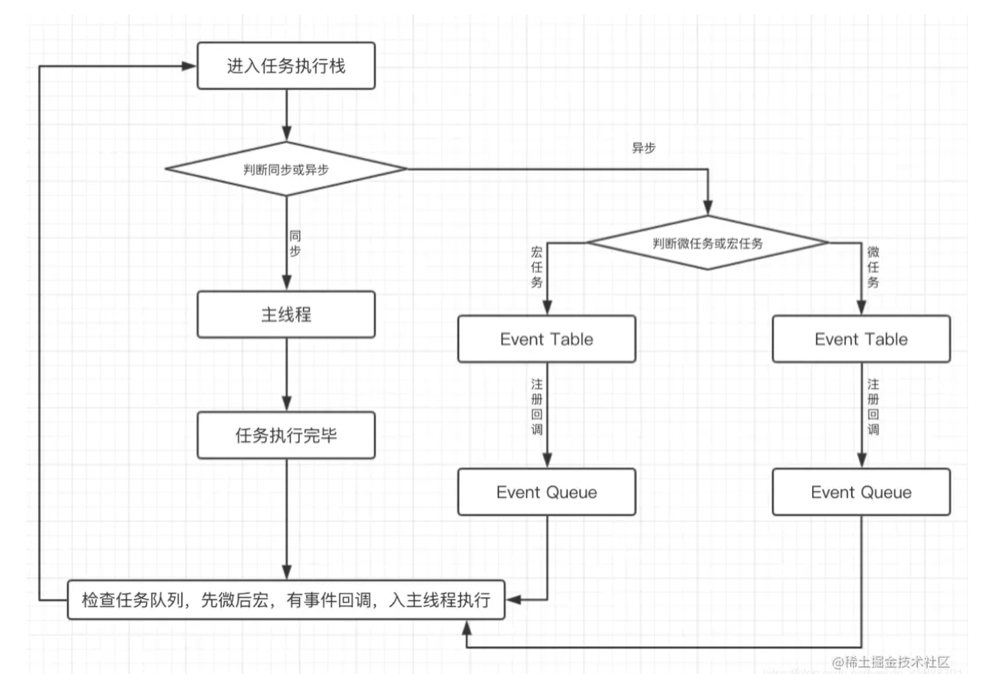 进入任务执行栈
判断同步或异步
异步
同步
判断微任务或宏任务
宏任务
微任务
主线程
Event Table
Event Table
注册回调
注册回调
任务执行完毕
Event Queue
Event Queue
检查任务队列，先微后宏，有事件回调，入主线程执行
@稀土掘金技术社区